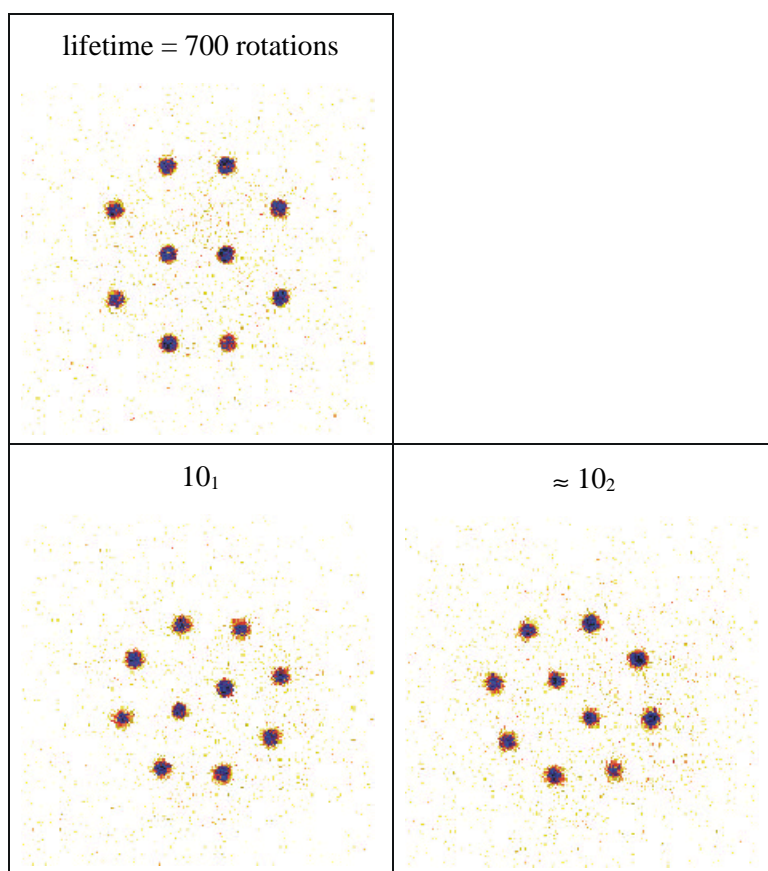 lifetime = 700 rotations
10₁
≈ 10₂